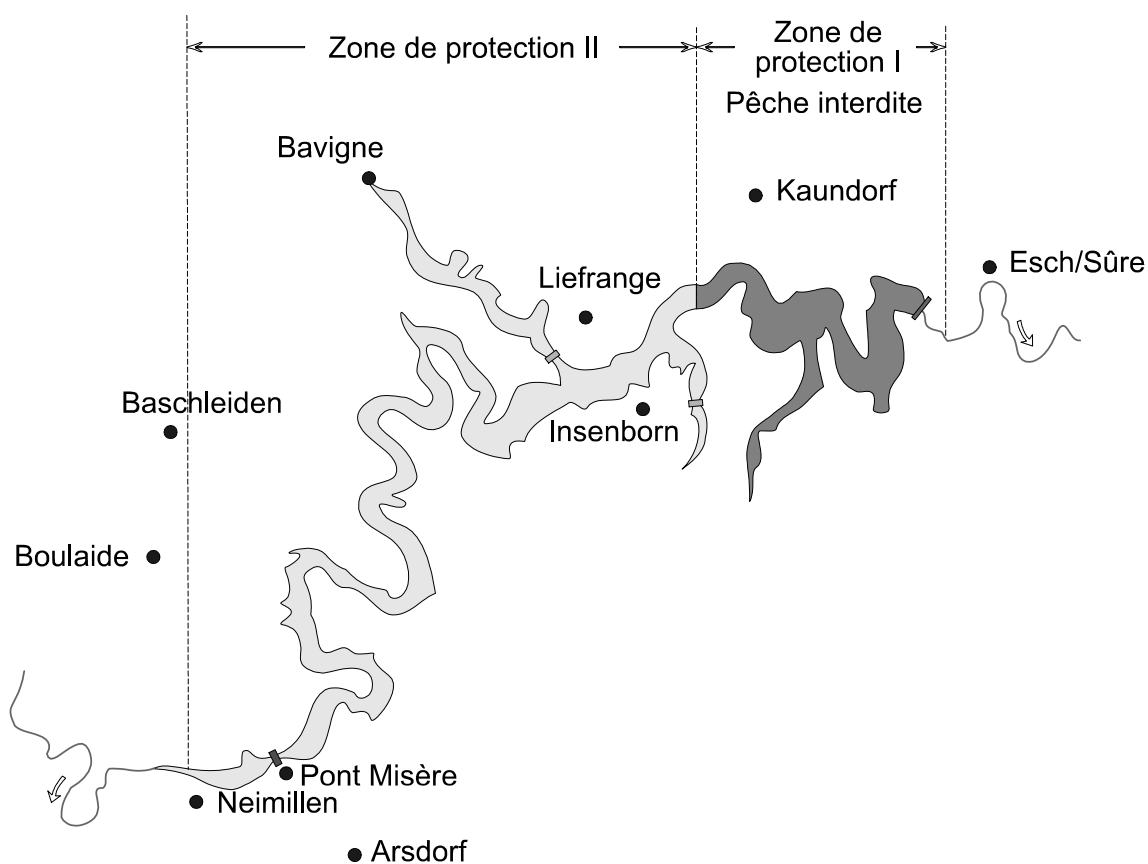 Zone de protection II
Zone de
protection I
Pêche interdite
Bavigne
Kaundorf
Esch/Sûre
Liefrange
Baschleiden
Insenborn
Boulaide
Pont Misère
Neimillen
Arsdorf